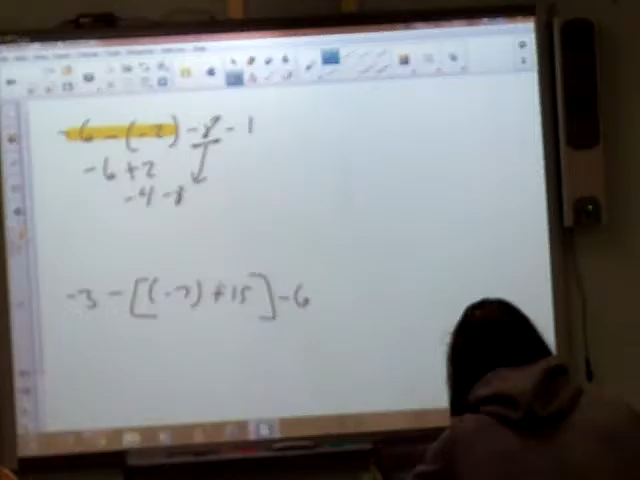 -6 - (-2) - 8 - 1
-6 + 2
-4 - 8
-3 - [(-7) + 15] - 6